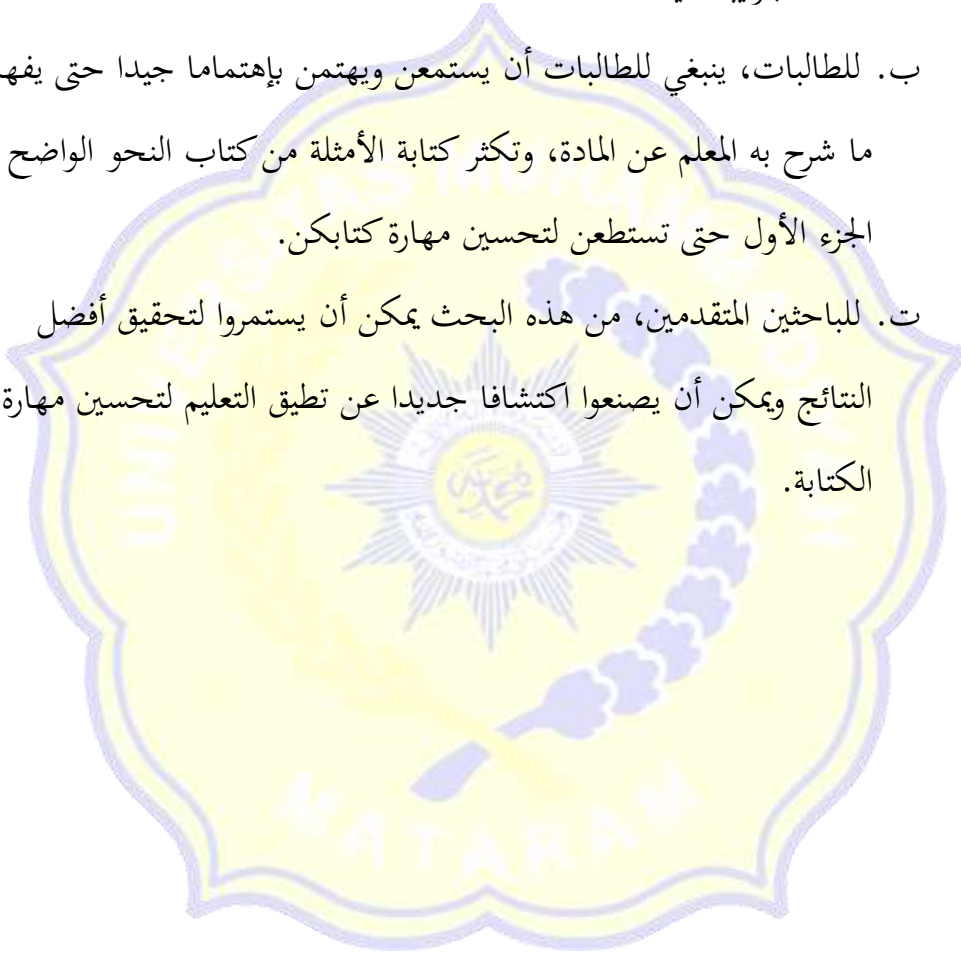 ب. للطالبات، ينبغي للطالبات أن يستمعن ويهتمن بإهتماما جيدا حتى يفه
ما شرح به المعلم عن المادة، وتكثر كتابة الأمثلة من كتاب النحو الواضح
الجزء الأول حتى تستطعن لتحسين مهارة كتابكن.
ت. للباحثين المتقدمين، من هذه البحث يمكن أن يستمروا لتحقيق أفضل
النتائج ويمكن أن يصنعوا اكتشافا جديدا عن تطيق التعليم لتحسين مهارة
الكتابة.
MATARAM